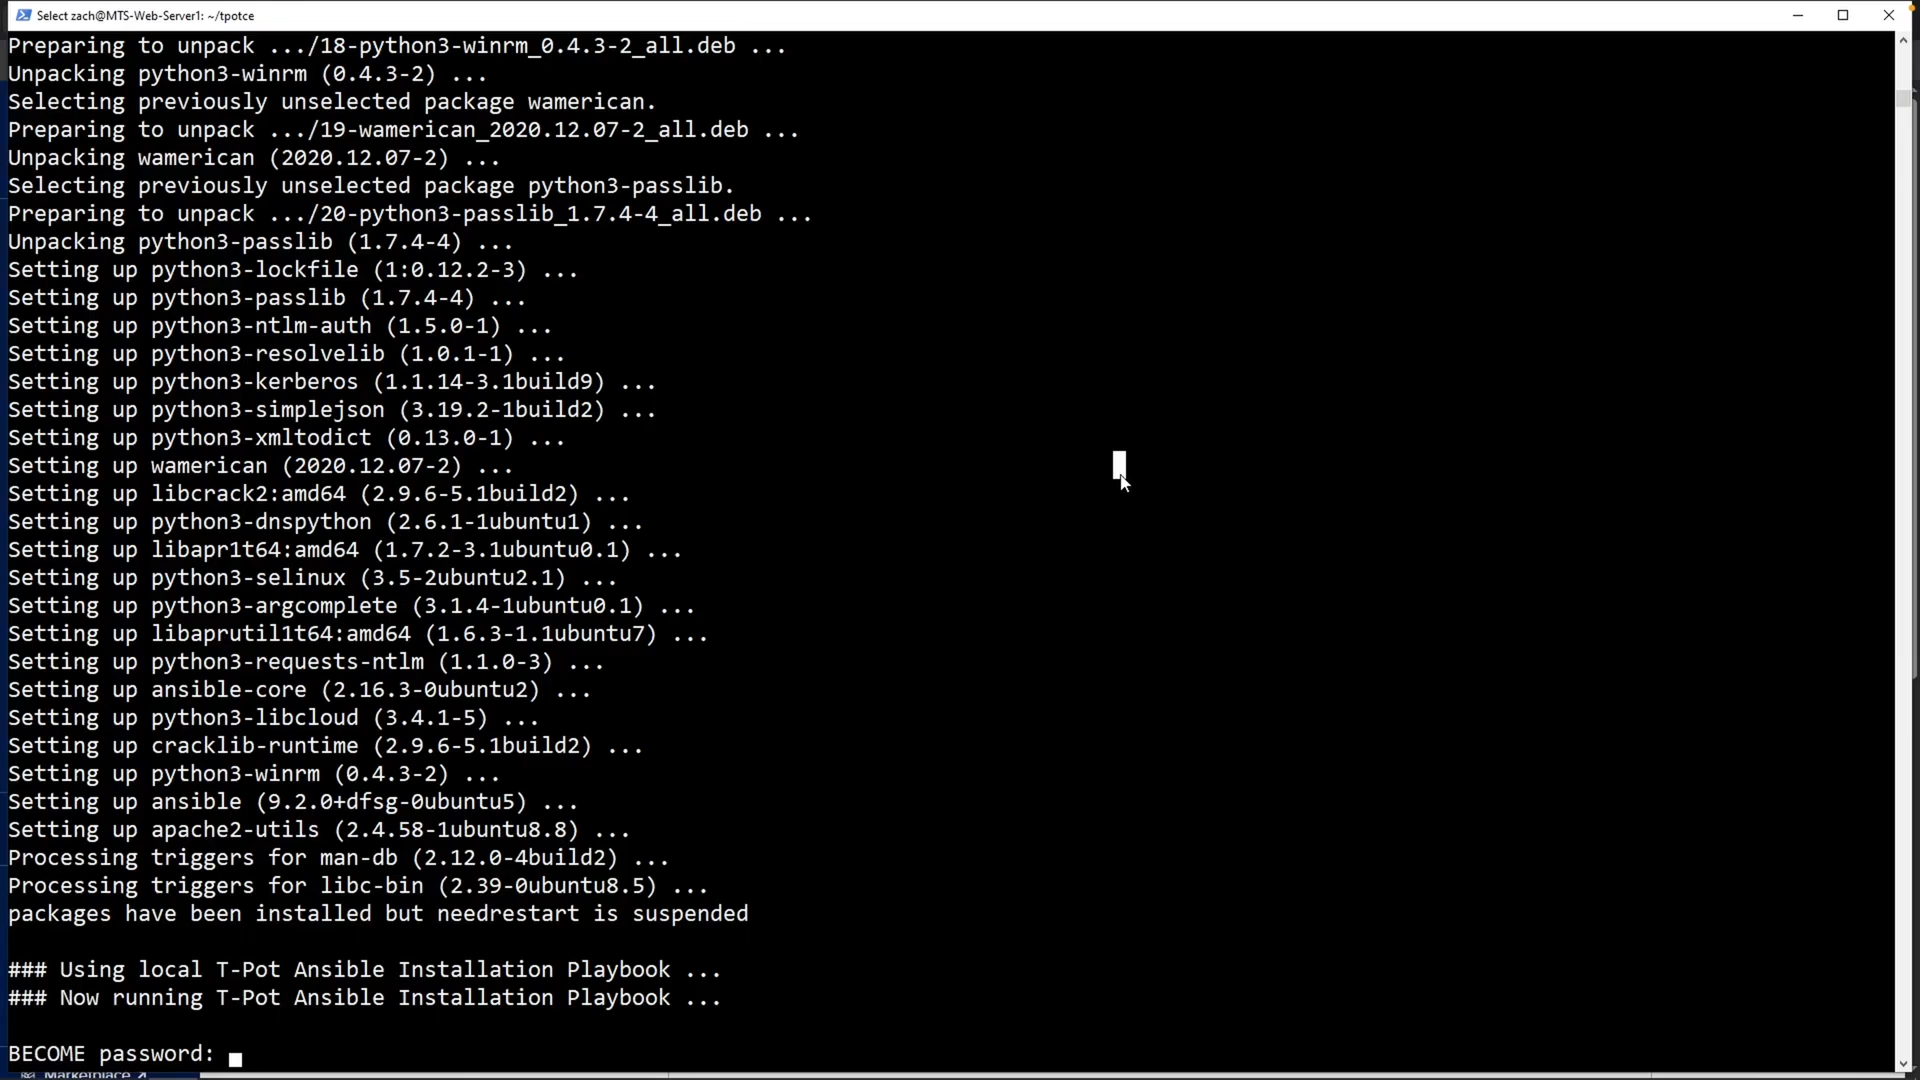 Select zach@MTS-Web-Server1: ~/tpotce
Preparing to unpack .../18-python3-winrm_0.4.3-2_all.deb ...
Unpacking python3-winrm (0.4.3-2) ...
Selecting previously unselected package wamerican.
Preparing to unpack .../19-wamerican_2020.12.07-2_all.deb ...
Unpacking wamerican (2020.12.07-2) ...
Selecting previously unselected package python3-passlib.
Preparing to unpack .../20-python3-passlib_1.7.4-4_all.deb ...
Unpacking python3-passlib (1.7.4-4) ...
Setting up python3-lockfile (1:0.12.2-3) ...
Setting up python3-passlib (1.7.4-4) ...
Setting up python3-ntlm-auth (1.5.0-1) ...
Setting up python3-resolvelib (1.0.1-1) ...
Setting up python3-kerberos (1.1.14-3.1build9) ...
Setting up python3-simplejson (3.19.2-1build2) ...
Setting up python3-xmltodict (0.13.0-1) ...
Setting up wamerican (2020.12.07-2) ...
Setting up libcrack2:amd64 (2.9.6-5.1build2) ...
Setting up python3-dnspython (2.6.1-1ubuntu1) ...
Setting up libapr1t64:amd64 (1.7.2-3.1ubuntu0.1) ...
Setting up python3-selinux (3.5-2ubuntu2.1) ...
Setting up python3-argcomplete (3.1.4-1ubuntu0.1) ...
Setting up libaprutil1t64:amd64 (1.6.3-1.1ubuntu7) ...
Setting up python3-requests-ntlm (1.1.0-3) ...
Setting up ansible-core (2.16.3-0ubuntu2) ...
Setting up python3-libcloud (3.4.1-5) ...
Setting up cracklib-runtime (2.9.6-5.1build2) ...
Setting up python3-winrm (0.4.3-2) ...
Setting up ansible (9.2.0+dfsg-0ubuntu5) ...
Setting up apache2-utils (2.4.58-1ubuntu8.8) ...
Processing triggers for man-db (2.12.0-4build2) ...
Processing triggers for libc-bin (2.39-0ubuntu8.5) ...
packages have been installed but needrestart is suspended
### Using local T-Pot Ansible Installation Playbook ...
### Now running T-Pot Ansible Installation Playbook ...
BECOME password:
Marketplace